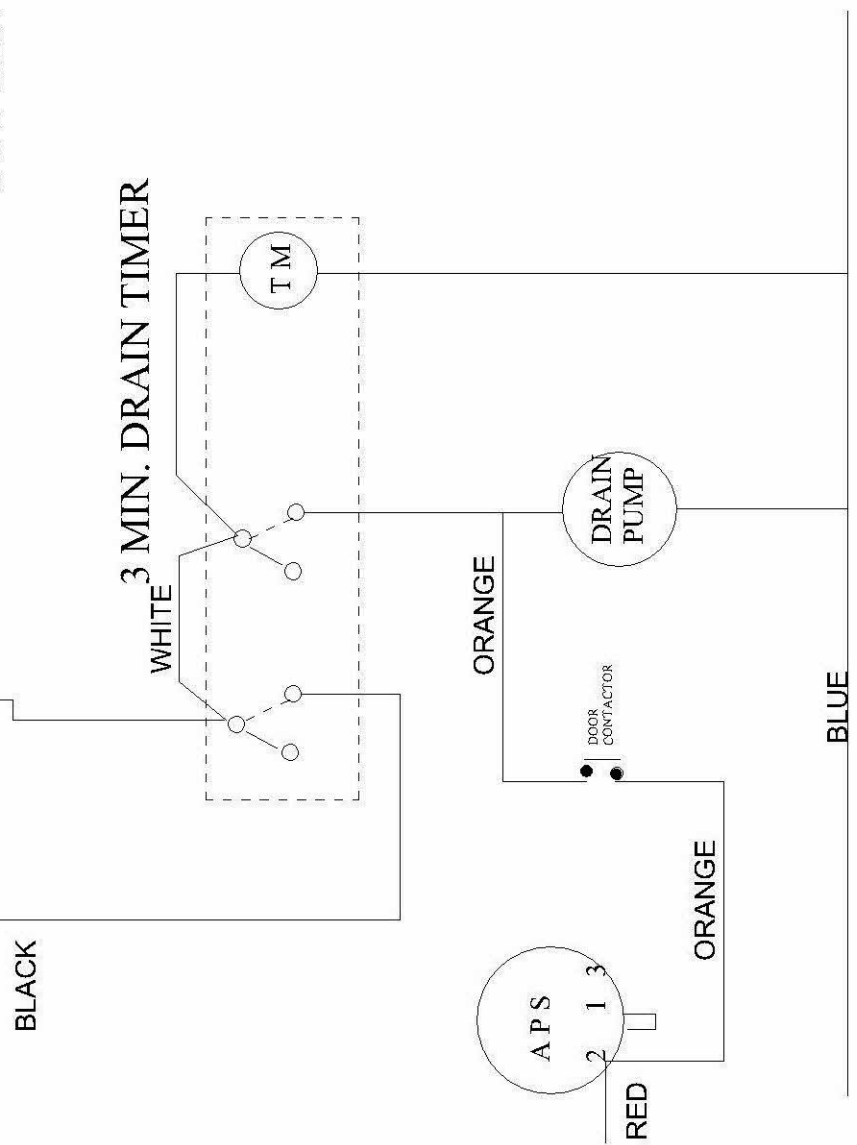 BLACK
3 MIN. DRAIN TIMER
WHITE
T M
ORANGE
DRAIN
PUMP
DOOR
CONTACTOR
A P S
2 1 3
ORANGE
RED
BLUE